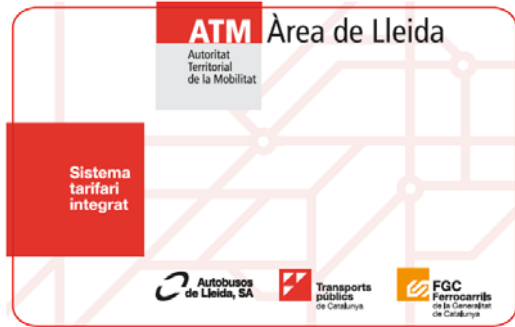 ATM Àrea de Lleida
Autoritat
Territorial
de la Mobilitat
Sistema
tarifari
integrat
Autobusos
de Lleida, SA
Transports
públics
de Catalunya
FGC
Ferrocarrils
de la Generalitat
de Catalunya